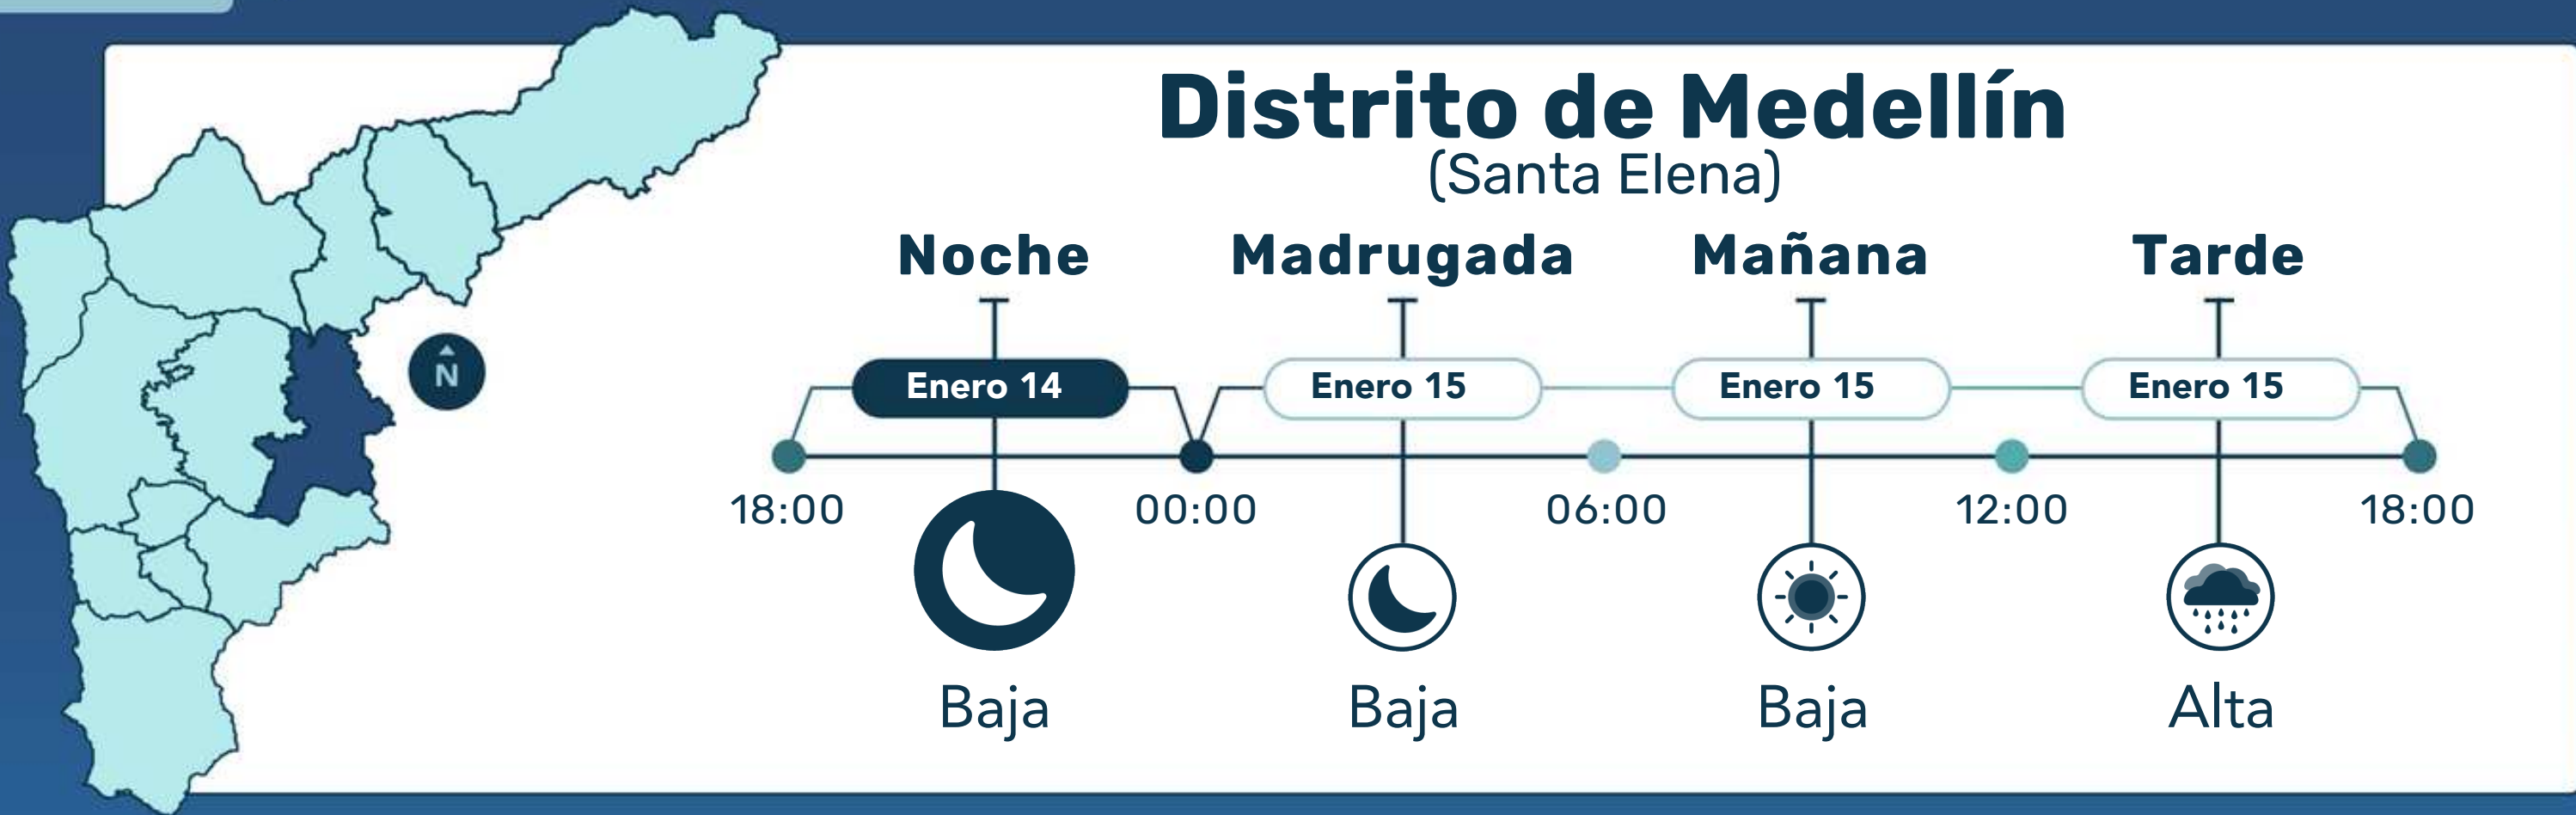 Distrito de Medellín
(Santa Elena)
Noche Madrugada Mañana Tarde
N
Enero 14 Enero 15 Enero 15 Enero 15
18:00 00:00 06:00 12:00 18:00
Baja Baja Baja Alta